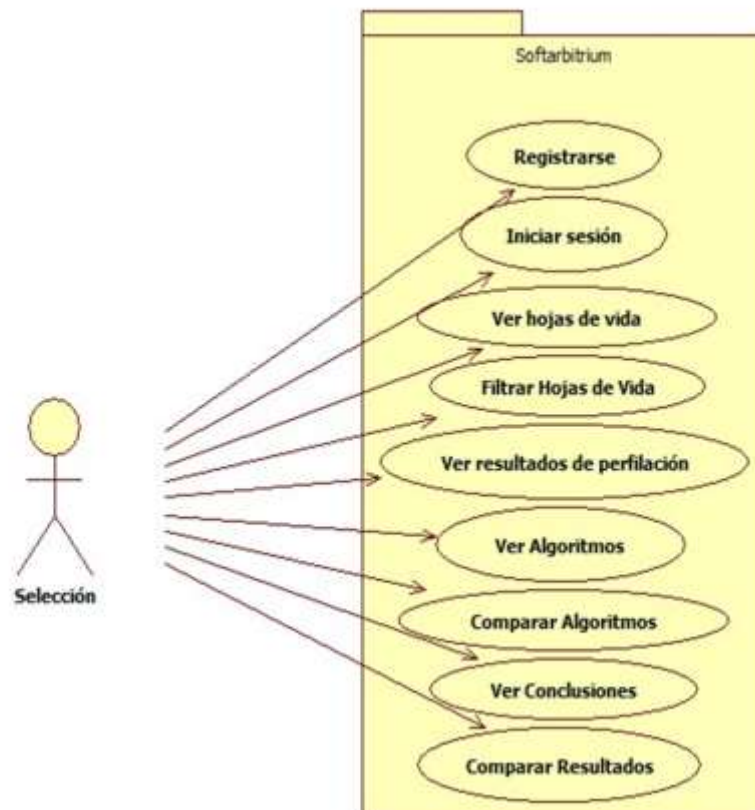 Softarbitrium
Registrarse
Iniciar sesión
Ver hojas de vida
Filtrar Hojas de Vida
Ver resultados de perfilación
Ver Algoritmos
Comparar Algoritmos
Ver Conclusiones
Comparar Resultados
Selección